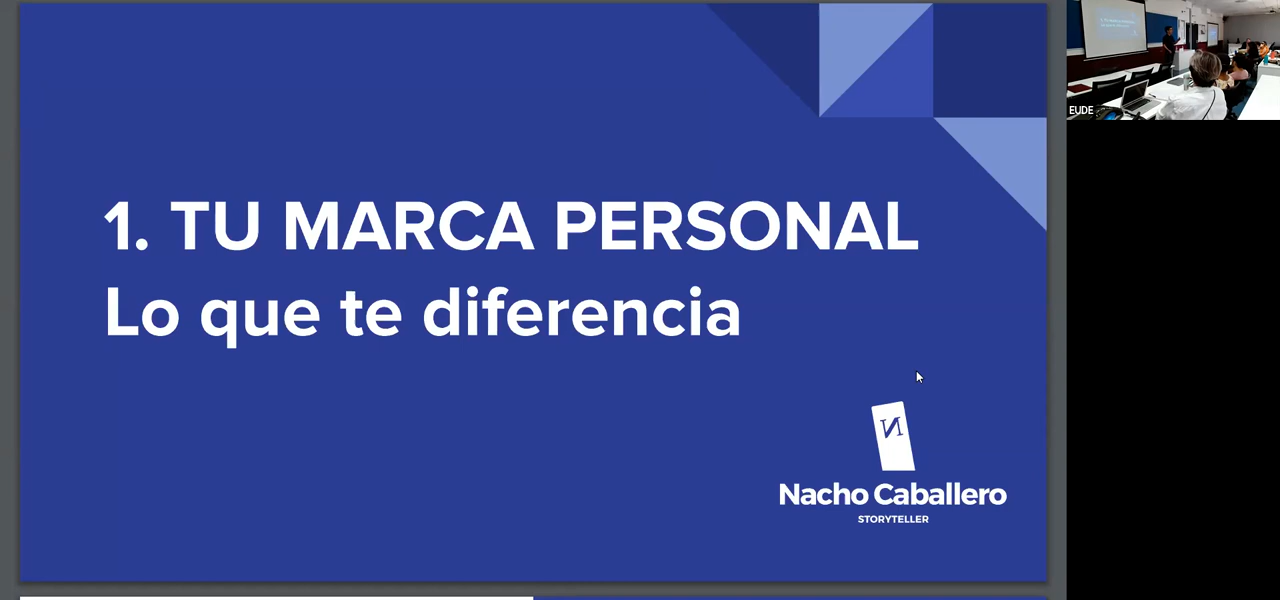 1. TU MARCA PERSONAL
Lo que te diferencia
Nacho Caballero
STORYTELLER
EUDE